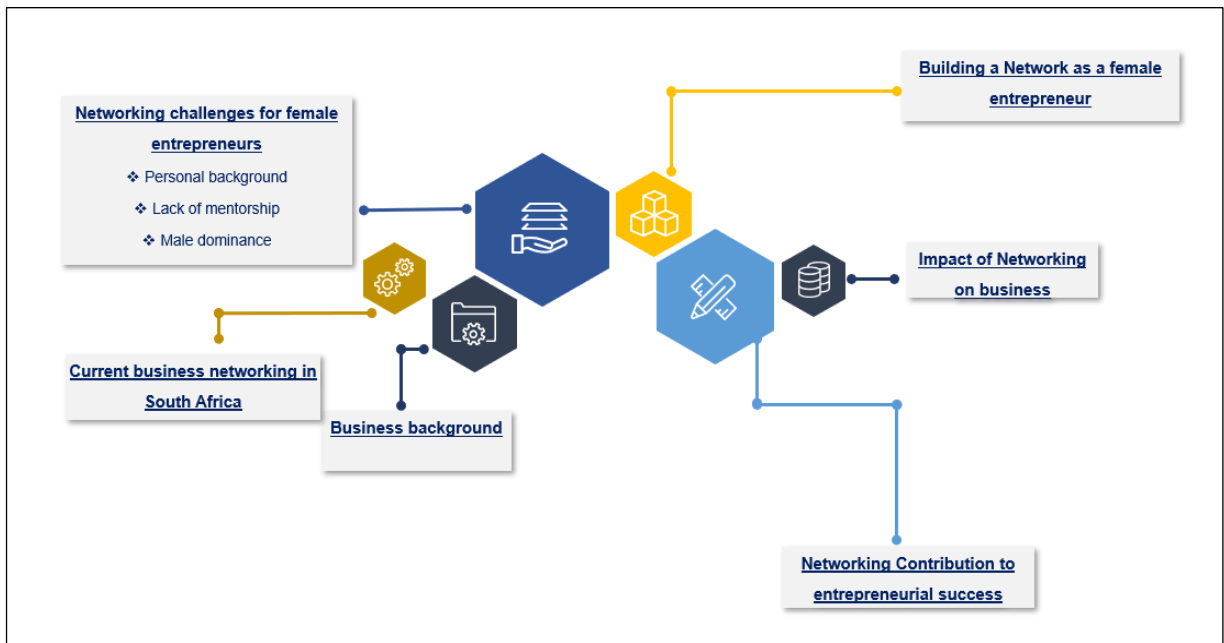 Networking challenges for female
entrepreneurs
❖ Personal background
❖ Lack of mentorship
❖ Male dominance
Building a Network as a female
entrepreneur
Impact of Networking
on business
Current business networking in
South Africa
Business background
Networking Contribution to
entrepreneurial success